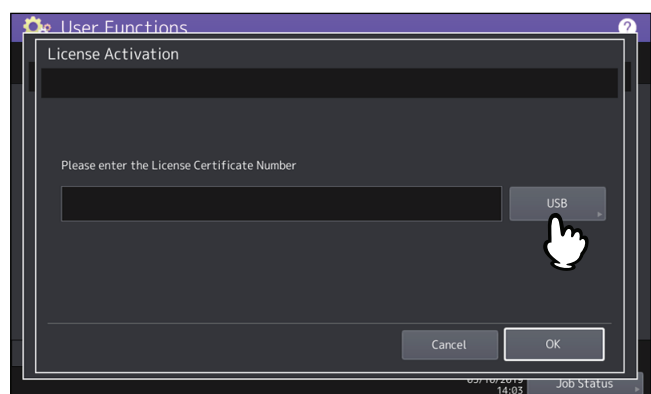 User Functions
?
License Activation
Please enter the License Certificate Number
USB
Cancel
OK
14:03
Job Status